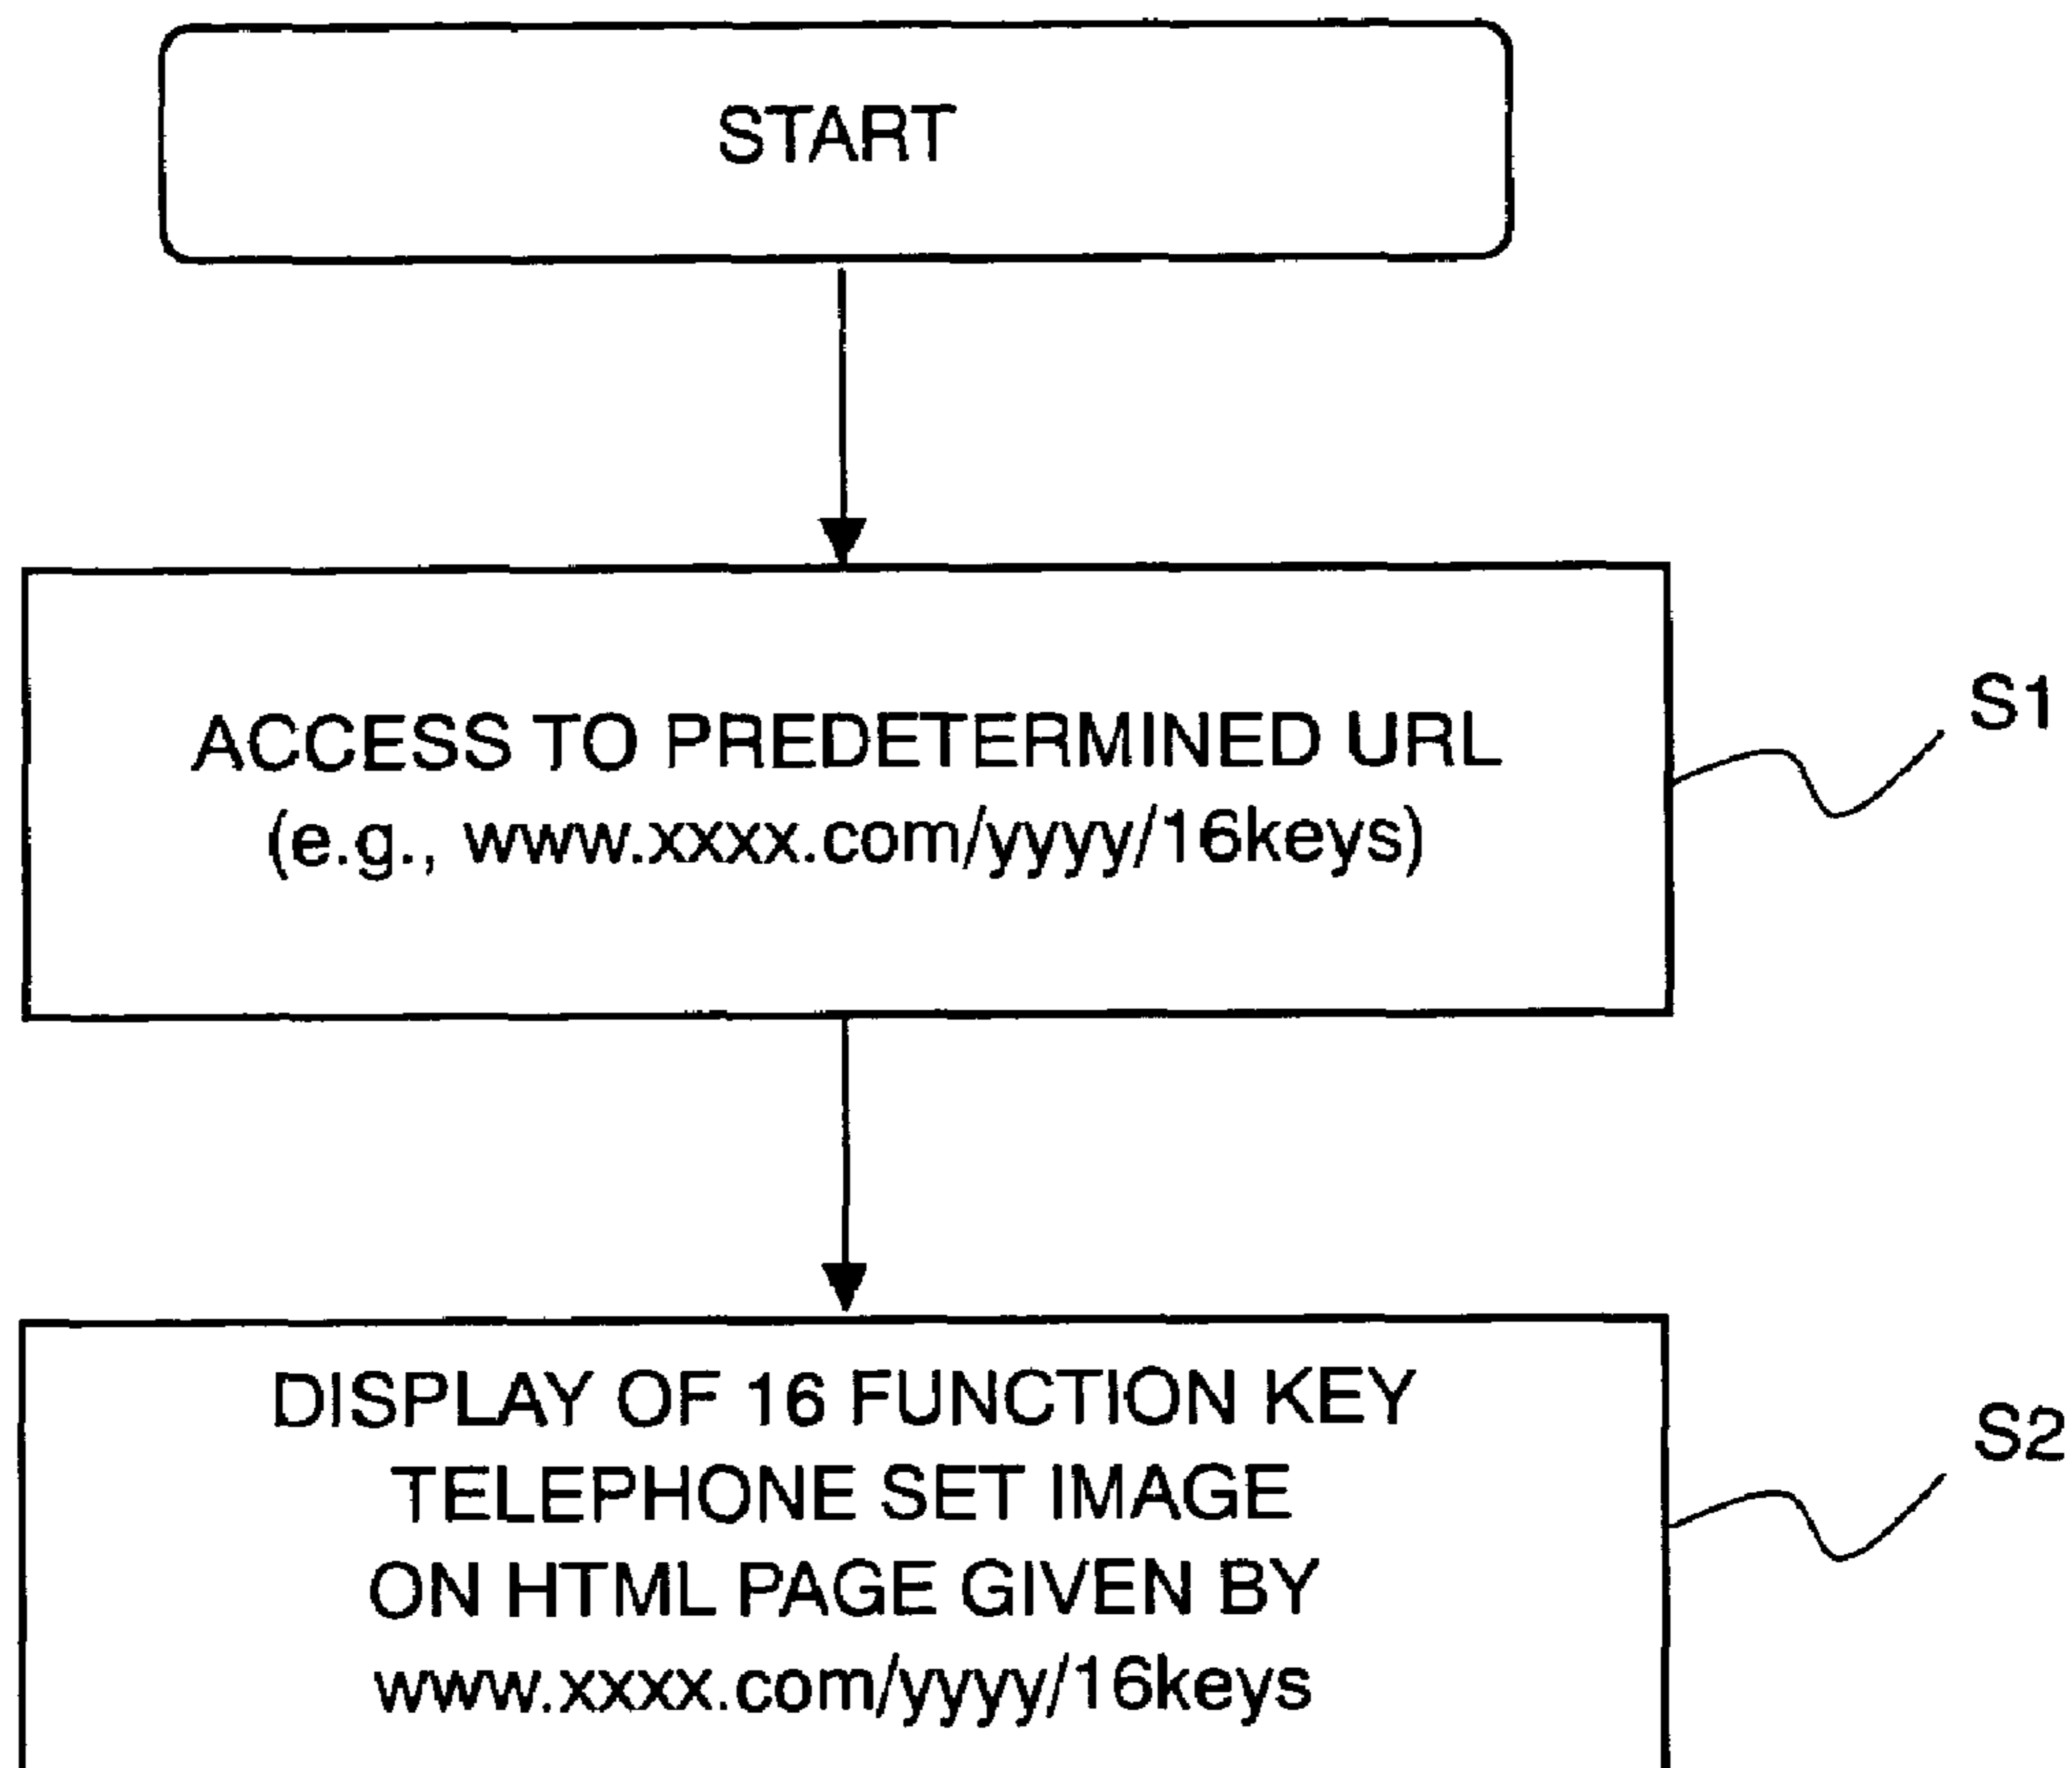 START
ACCESS TO PREDETERMINED URL
(e.g., www.xxxx.com/yyyy/16keys)
S1
DISPLAY OF 16 FUNCTION KEY
TELEPHONE SET IMAGE
ON HTML PAGE GIVEN BY
www.xxxx.com/yyyy/16keys
S2